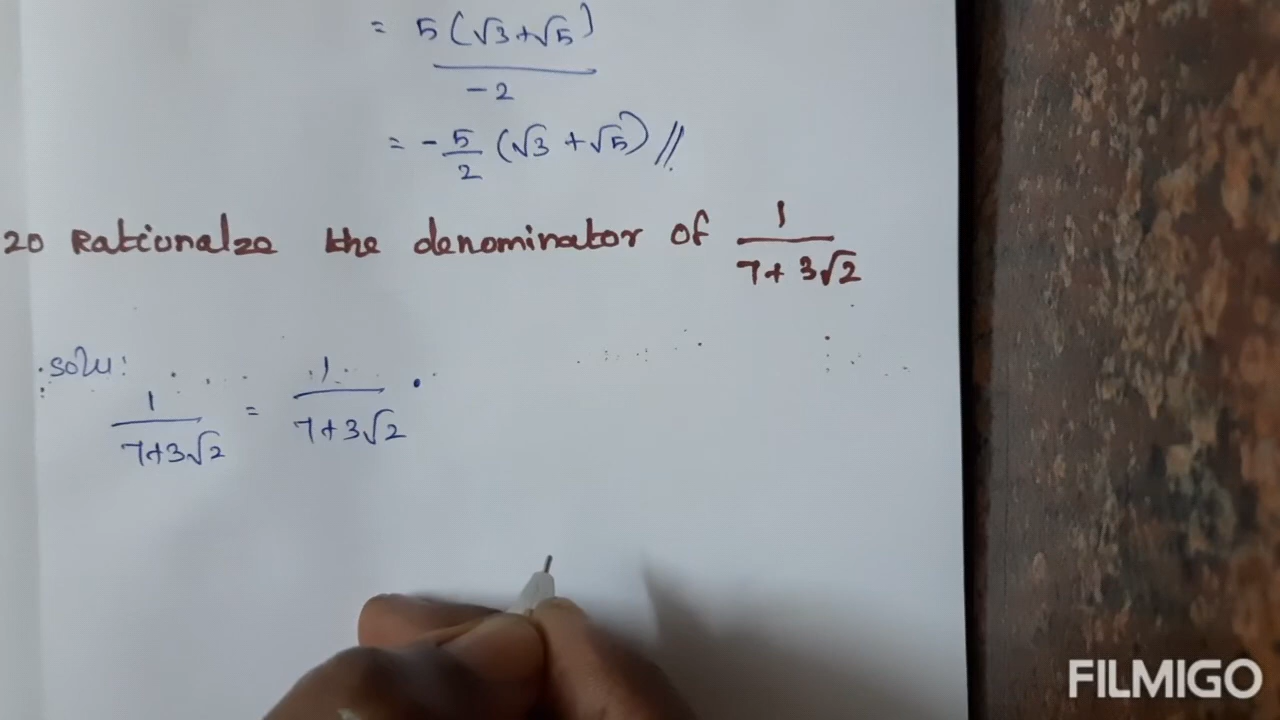 = 5(√3+√5)
-2
= -5/2 (√3 + √5) //
20 Rationalze the denominator of 1/7+3√2
solu:
1/7+3√2 = 1/7+3√2 .
FILMIGO